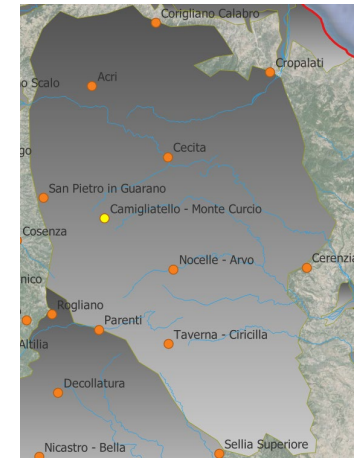 Corigliano Calabro
Cropalati
Acri
no Scalo
Cecita
go
San Pietro in Guarano
Camigliatello - Monte Curcio
Cosenza
Nocelle - Arvo
Cerenzia
nico
Rogliano
Parenti
Altilia
Taverna - Ciricilla
Decollatura
Nicastro - Bella
Sellia Superiore